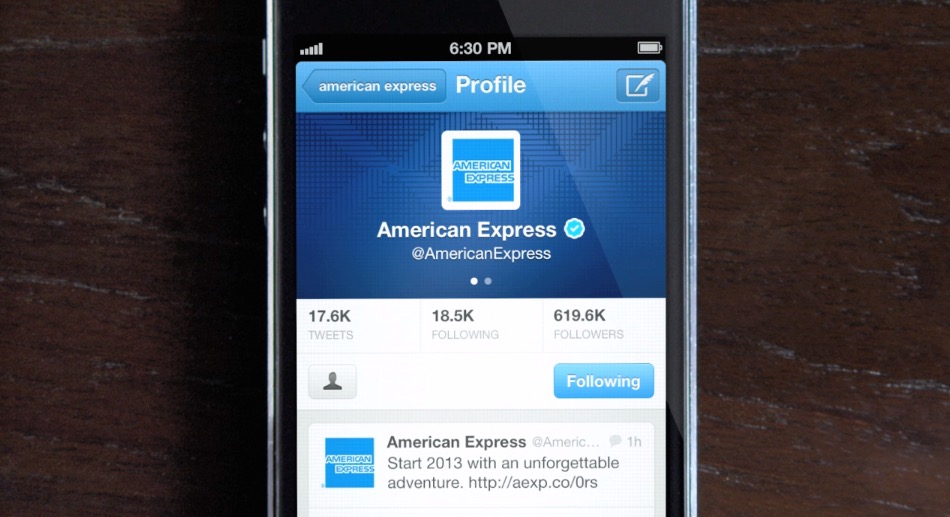 6:30 PM
american express
Profile
AMERICAN
EXPRESS
American Express
@AmericanExpress
17.6K
TWEETS
18.5K
FOLLOWING
619.6K
FOLLOWERS
Following
AMERICAN
EXPRESS
American Express @Americ... 1h
Start 2013 with an unforgettable
adventure. http://aexp.co/0rs